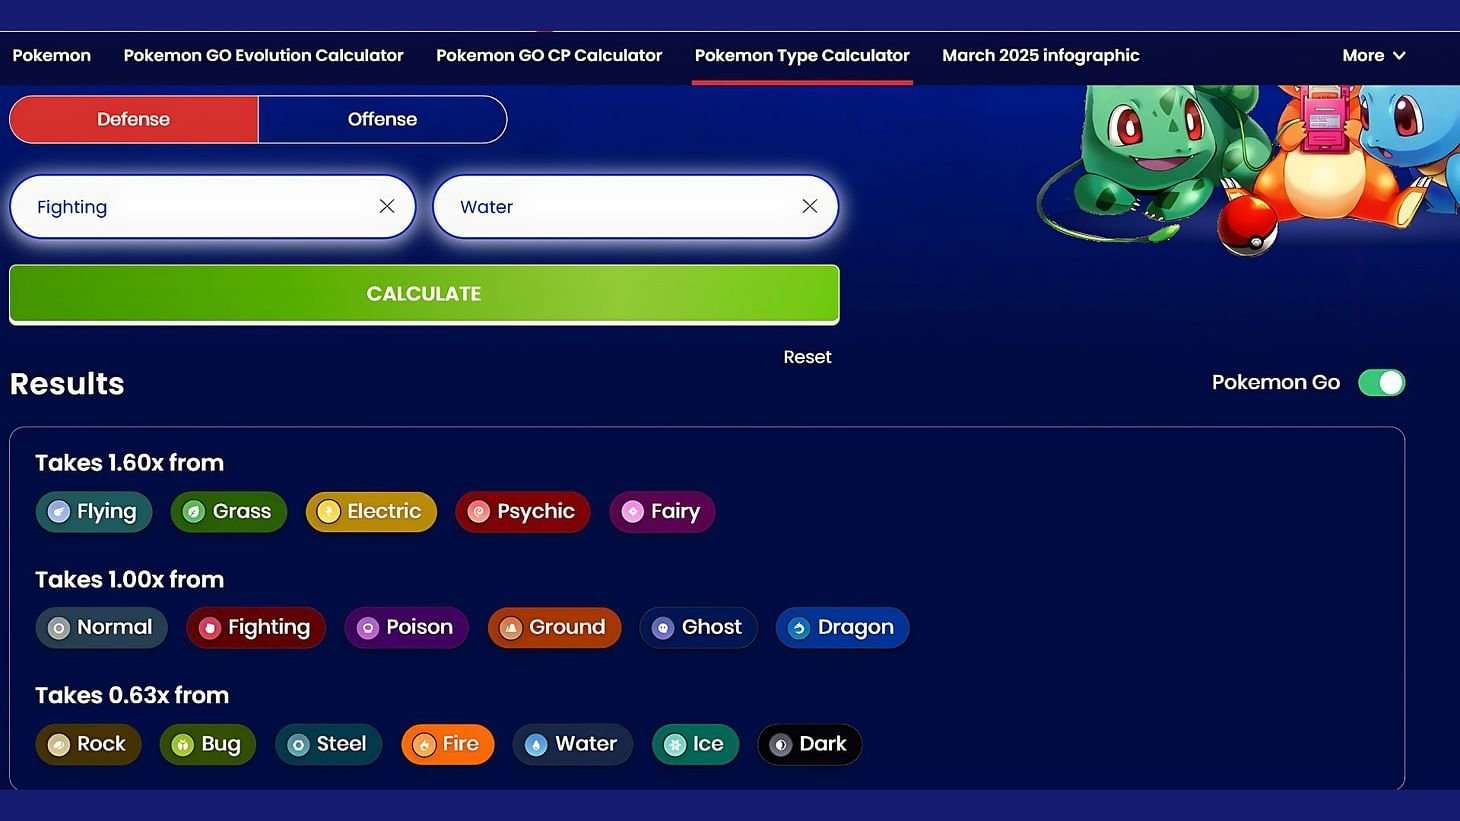 Pokemon Pokemon GO Evolution Calculator Pokemon GO CP Calculator Pokemon Type Calculator March 2025 infographic More
Defense Offense
Fighting Water
CALCULATE
Reset
Results Pokemon Go
Takes 1.60x from
Flying Grass Electric Psychic Fairy
Takes 1.00x from
Normal Fighting Poison Ground Ghost Dragon
Takes 0.63x from
Rock Bug Steel Fire Water Ice Dark